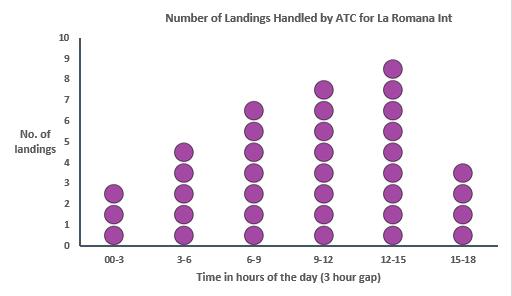 Number of Landings Handled by ATC for La Romana Int
10
9
8
7
6
5
4
3
2
1
0
No. of
landings
00-3 3-6 6-9 9-12 12-15 15-18
Time in hours of the day (3 hour gap)